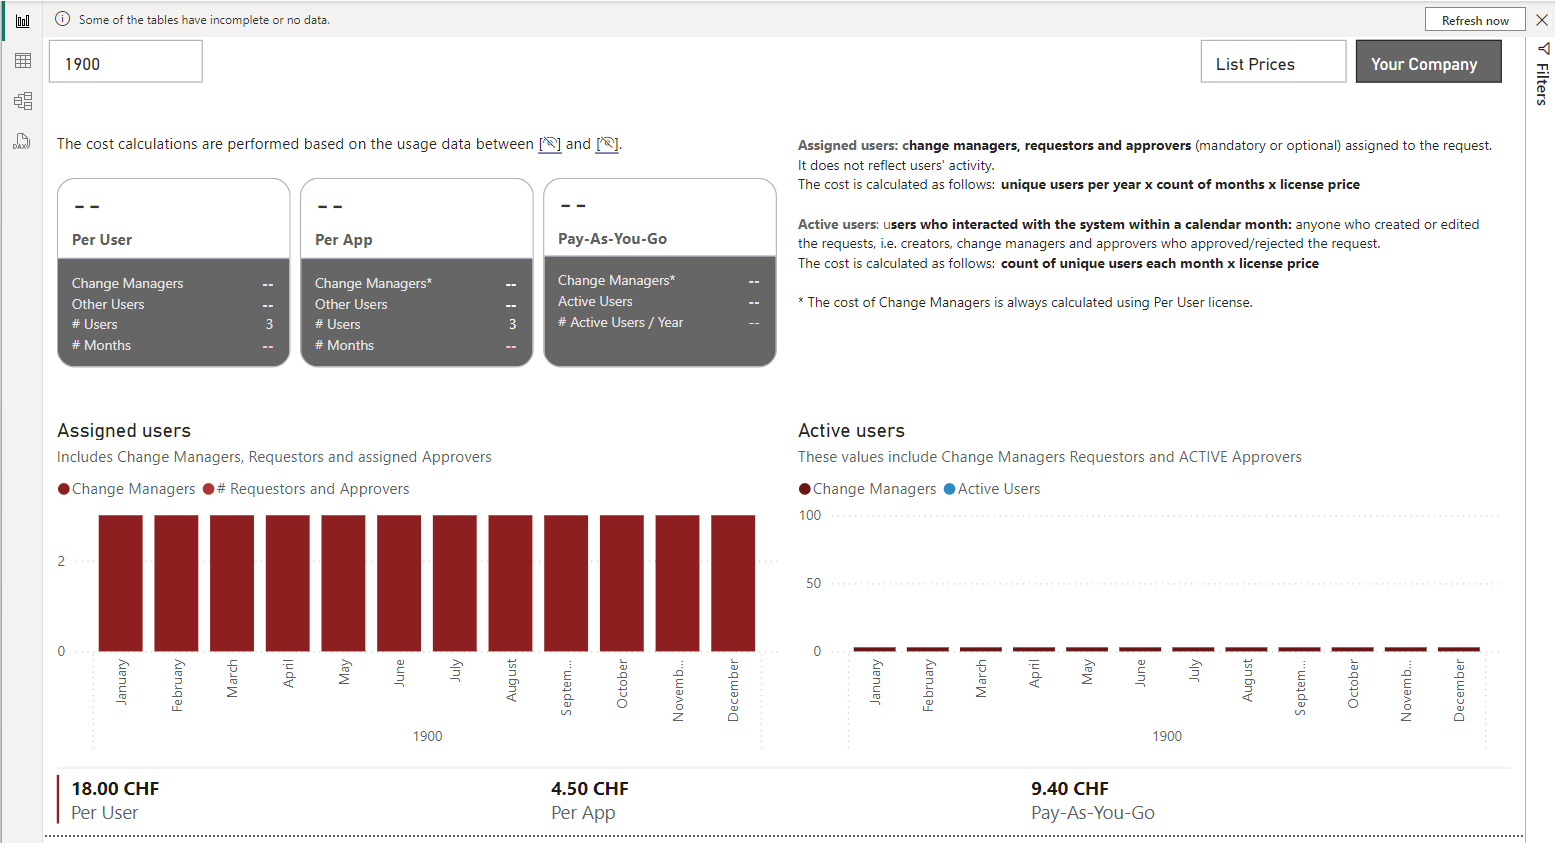 Some of the tables have incomplete or no data.
Refresh now
1900
List Prices
Your Company
Filters
DAX
The cost calculations are performed based on the usage data between [] and [].
--
Per User
Change Managers --
Other Users --
# Users 3
# Months --
--
Per App
Change Managers* --
Other Users --
# Users 3
# Months --
--
Pay-As-You-Go
Change Managers* --
Active Users --
# Active Users / Year --
Assigned users: change managers, requestors and approvers (mandatory or optional) assigned to the request.
It does not reflect users' activity.
The cost is calculated as follows: unique users per year x count of months x license price
Active users: users who interacted with the system within a calendar month: anyone who created or edited
the requests, i.e. creators, change managers and approvers who approved/rejected the request.
The cost is calculated as follows: count of unique users each month x license price
* The cost of Change Managers is always calculated using Per User license.
Assigned users
Includes Change Managers, Requestors and assigned Approvers
Change Managers # Requestors and Approvers
2
0
January
February
March
April
May
June
July
August
Septem...
October
Novemb...
December
1900
Active users
These values include Change Managers Requestors and ACTIVE Approvers
Change Managers Active Users
100
50
0
January
February
March
April
May
June
July
August
Septem...
October
Novemb...
December
1900
18.00 CHF
Per User
4.50 CHF
Per App
9.40 CHF
Pay-As-You-Go